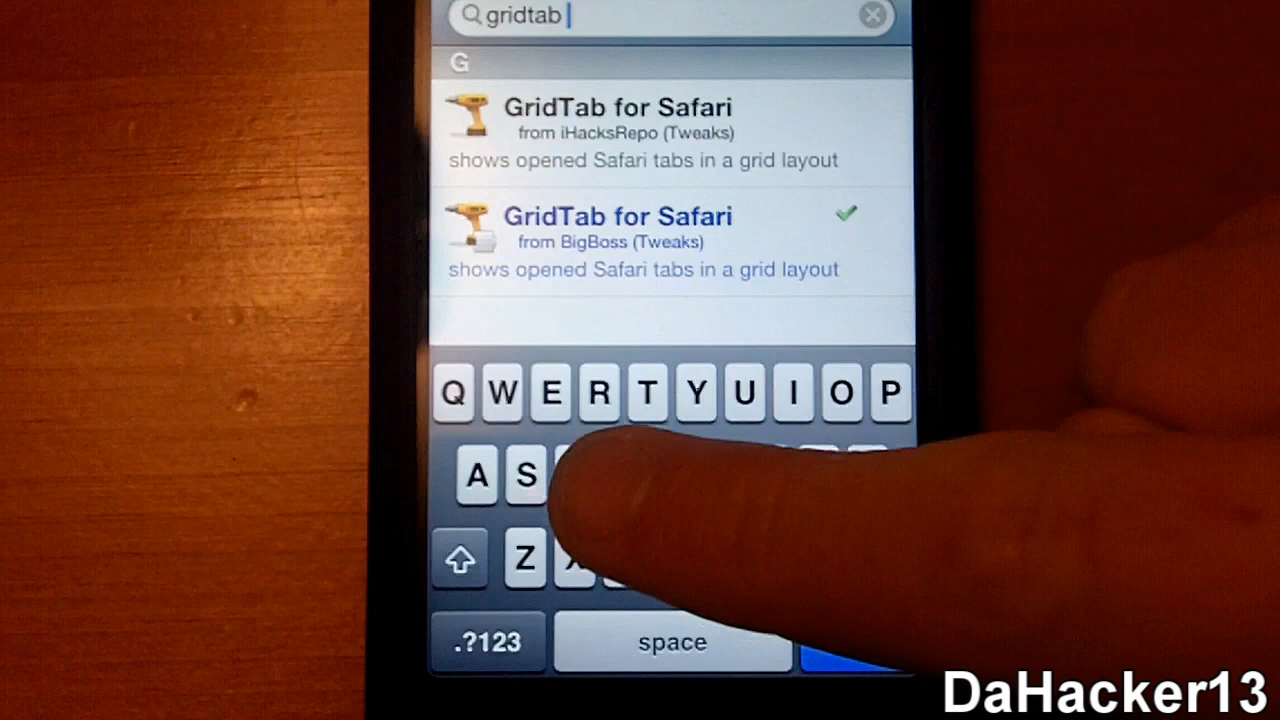 gridtab
G
GridTab for Safari
from iHacksRepo (Tweaks)
shows opened Safari tabs in a grid layout
GridTab for Safari
from BigBoss (Tweaks)
shows opened Safari tabs in a grid layout
Q W E R T Y U I O P
A S
Z X
.?123 space
DaHacker13